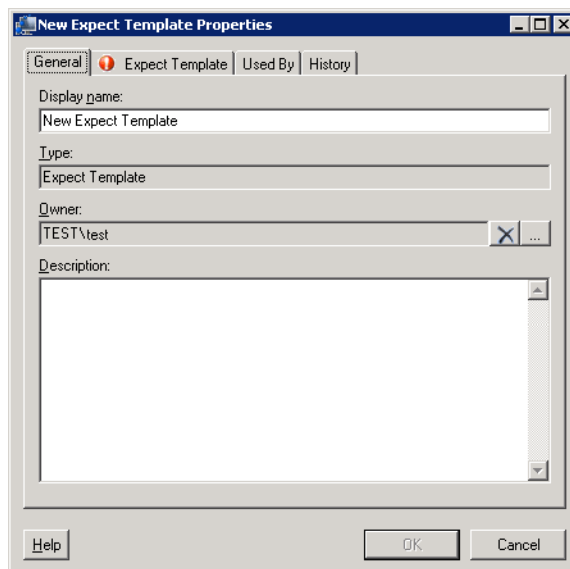 New Expect Template Properties
General Expect Template Used By History
Display name:
New Expect Template
Type:
Expect Template
Owner:
TEST\test ...
Description:
Help OK Cancel